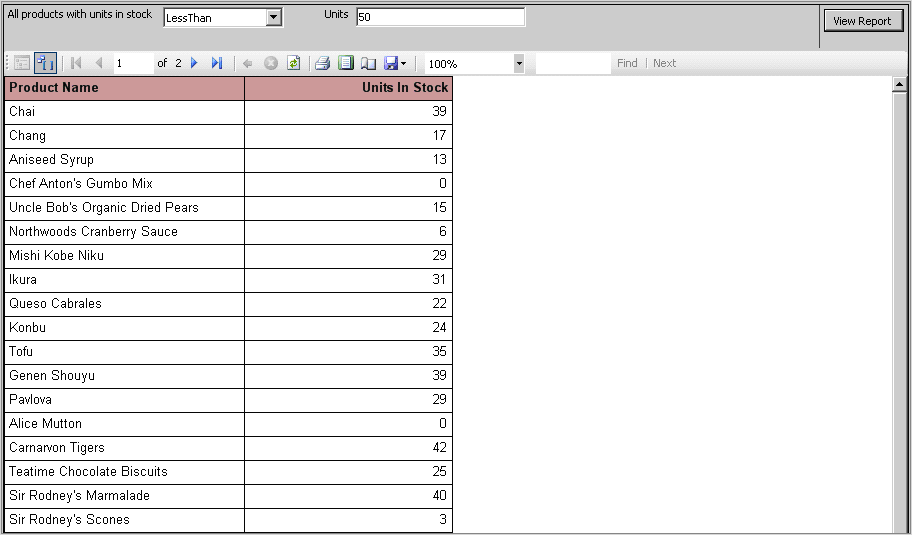 All products with units in stock LessThan Units 50 View Report
1 of 2 100% Find Next
Product Name Units In Stock
Chai 39
Chang 17
Aniseed Syrup 13
Chef Anton's Gumbo Mix 0
Uncle Bob's Organic Dried Pears 15
Northwoods Cranberry Sauce 6
Mishi Kobe Niku 29
Ikura 31
Queso Cabrales 22
Konbu 24
Tofu 35
Genen Shouyu 39
Pavlova 29
Alice Mutton 0
Carnarvon Tigers 42
Teatime Chocolate Biscuits 25
Sir Rodney's Marmalade 40
Sir Rodney's Scones 3